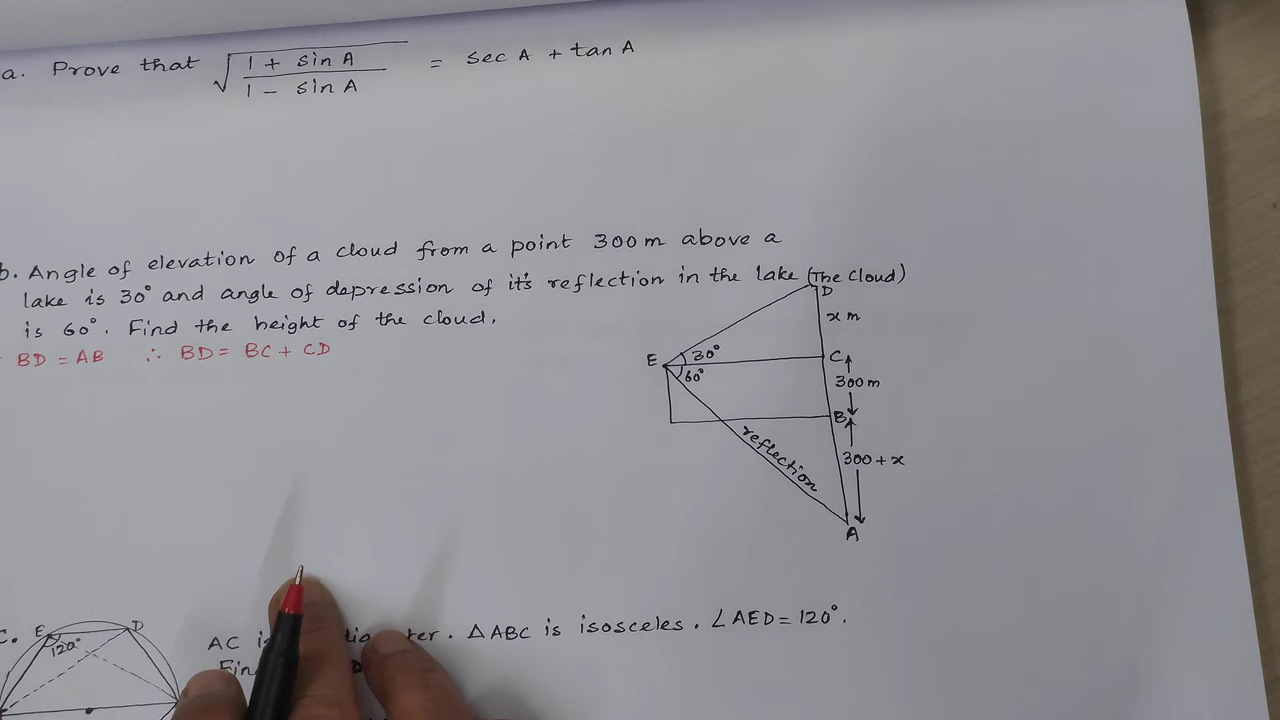 a. Prove that √(1 + sin A / 1 - sin A) = sec A + tan A
b. Angle of elevation of a cloud from a point 300 m above a
lake is 30° and angle of depression of it's reflection in the lake
is 60°. Find the height of the cloud.
BD = AB ∴ BD = BC + CD
(The Cloud)
D
x m
E
30°
C
60°
300 m
B
reflection
300 + x
A
c.
E
D
120°
AC is ter. △ABC is isosceles. ∠AED = 120°.